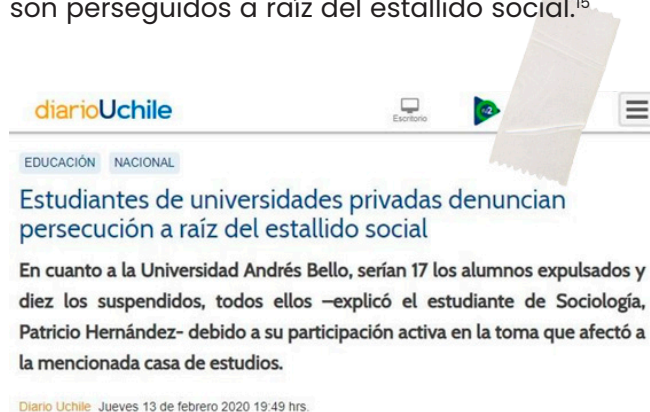 son perseguidos a raíz del estallido social.¹⁵
diarioUchile
Escritorio
EDUCACIÓN NACIONAL
Estudiantes de universidades privadas denuncian
persecución a raíz del estallido social
En cuanto a la Universidad Andrés Bello, serían 17 los alumnos expulsados y
diez los suspendidos, todos ellos –explicó el estudiante de Sociología,
Patricio Hernández– debido a su participación activa en la toma que afectó a
la mencionada casa de estudios.
Diario Uchile Jueves 13 de febrero 2020 19:49 hrs.